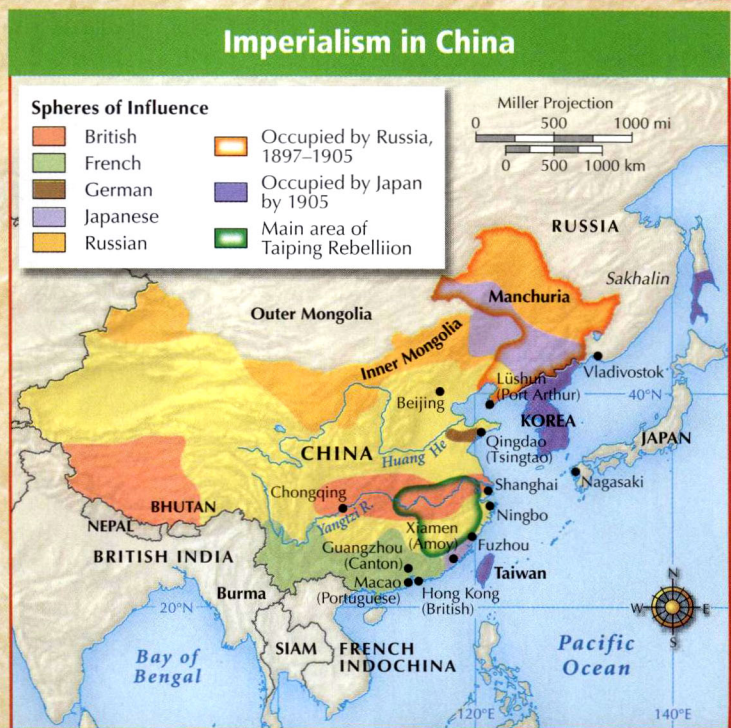 Imperialism in China
Spheres of Influence
British
French
German
Japanese
Russian
Occupied by Russia,
1897–1905
Occupied by Japan
by 1905
Main area of
Taiping Rebelliion
Miller Projection
0 500 1000 mi
0 500 1000 km
RUSSIA
Sakhalin
Manchuria
Outer Mongolia
Inner Mongolia
Vladivostok
Lüshun
(Port Arthur)
40°N
Beijing
KOREA
JAPAN
Qingdao
(Tsingtao)
CHINA
Huang He
Shanghai
Nagasaki
Chongqing
Ningbo
BHUTAN
Yangtzi R.
NEPAL
Xiamen
(Amoy)
Fuzhou
Guangzhou
(Canton)
BRITISH INDIA
Taiwan
Macao
(Portuguese)
Hong Kong
(British)
Burma
20°N
N
W E
S
SIAM
FRENCH
INDOCHINA
Bay of
Bengal
Pacific
Ocean
120°E
140°E